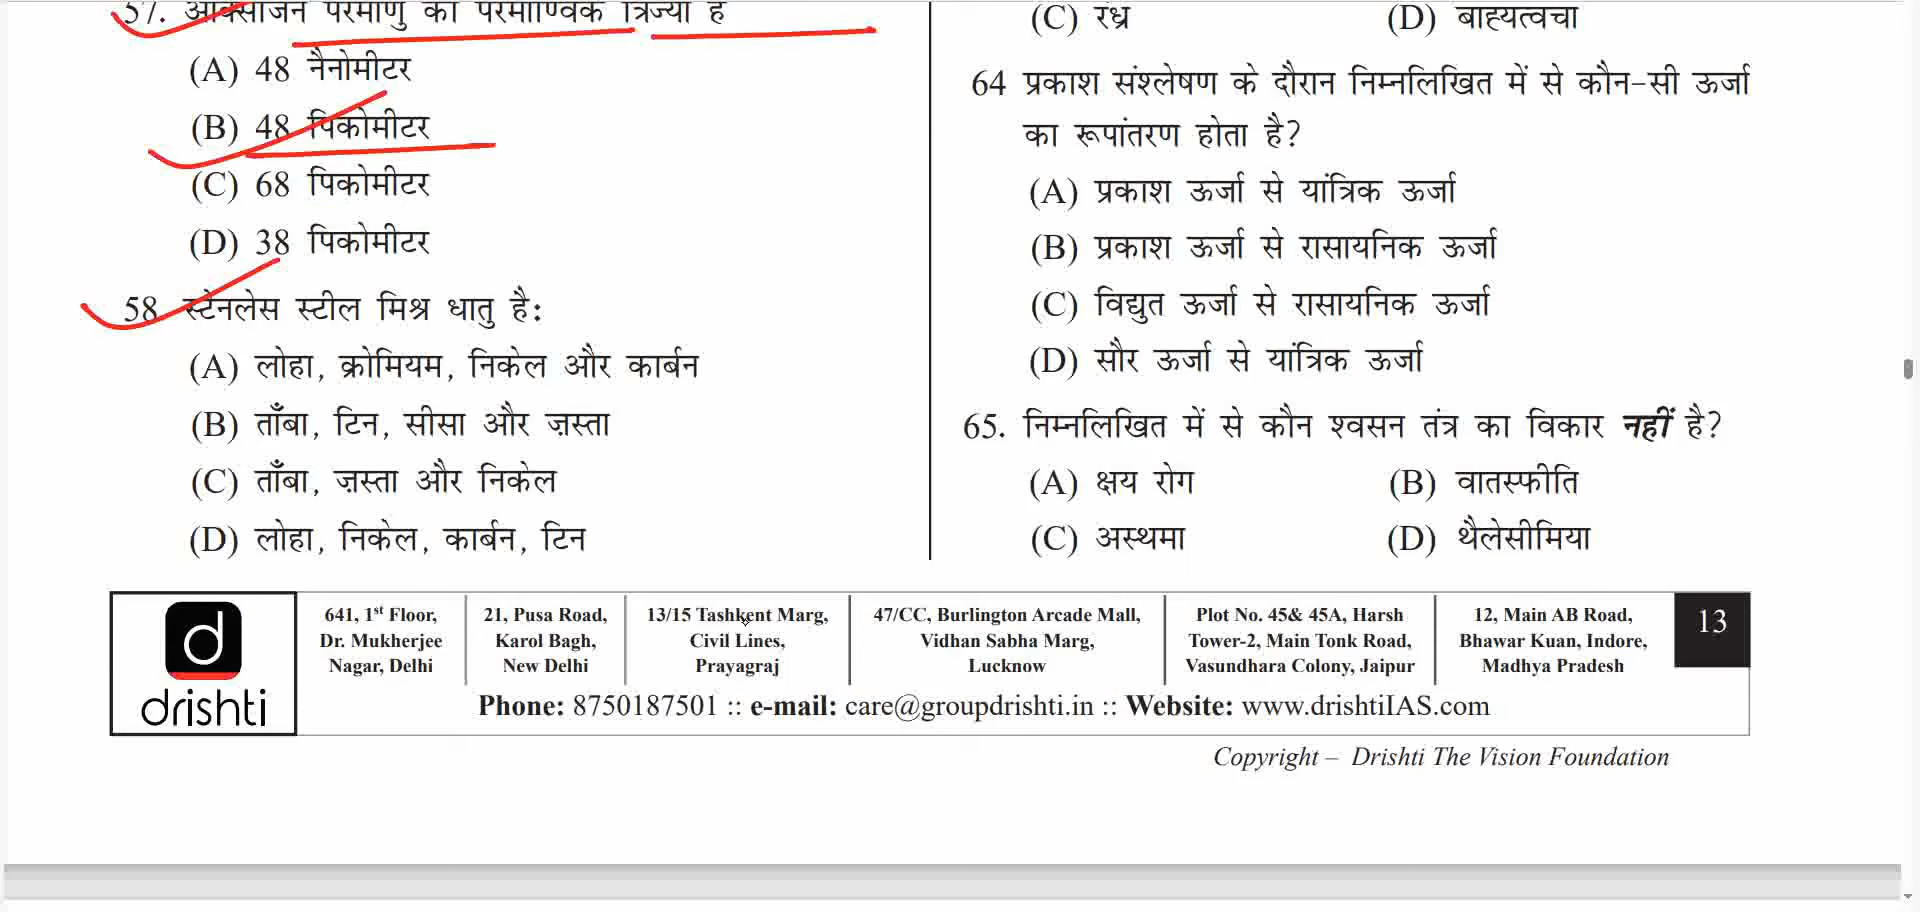 57. ऑक्सीजन परमाणु की परमाण्विक त्रिज्या है
(A) 48 नैनोमीटर
(B) 48 पिकोमीटर
(C) 68 पिकोमीटर
(D) 38 पिकोमीटर
58. स्टेनलेस स्टील मिश्र धातु है:
(A) लोहा, क्रोमियम, निकेल और कार्बन
(B) ताँबा, टिन, सीसा और ज़स्ता
(C) ताँबा, ज़स्ता और निकेल
(D) लोहा, निकेल, कार्बन, टिन
(C) रंध्र (D) बाह्यत्वचा
64 प्रकाश संश्लेषण के दौरान निम्नलिखित में से कौन-सी ऊर्जा
का रूपांतरण होता है?
(A) प्रकाश ऊर्जा से यांत्रिक ऊर्जा
(B) प्रकाश ऊर्जा से रासायनिक ऊर्जा
(C) विद्युत ऊर्जा से रासायनिक ऊर्जा
(D) सौर ऊर्जा से यांत्रिक ऊर्जा
65. निम्नलिखित में से कौन श्वसन तंत्र का विकार नहीं है?
(A) क्षय रोग (B) वातस्फीति
(C) अस्थमा (D) थैलेसीमिया
d
drishti
641, 1st Floor,
Dr. Mukherjee
Nagar, Delhi
21, Pusa Road,
Karol Bagh,
New Delhi
13/15 Tashkent Marg,
Civil Lines,
Prayagraj
47/CC, Burlington Arcade Mall,
Vidhan Sabha Marg,
Lucknow
Plot No. 45& 45A, Harsh
Tower-2, Main Tonk Road,
Vasundhara Colony, Jaipur
12, Main AB Road,
Bhawar Kuan, Indore,
Madhya Pradesh
13
Phone: 8750187501 :: e-mail: care@groupdrishti.in :: Website: www.drishtiIAS.com
Copyright – Drishti The Vision Foundation